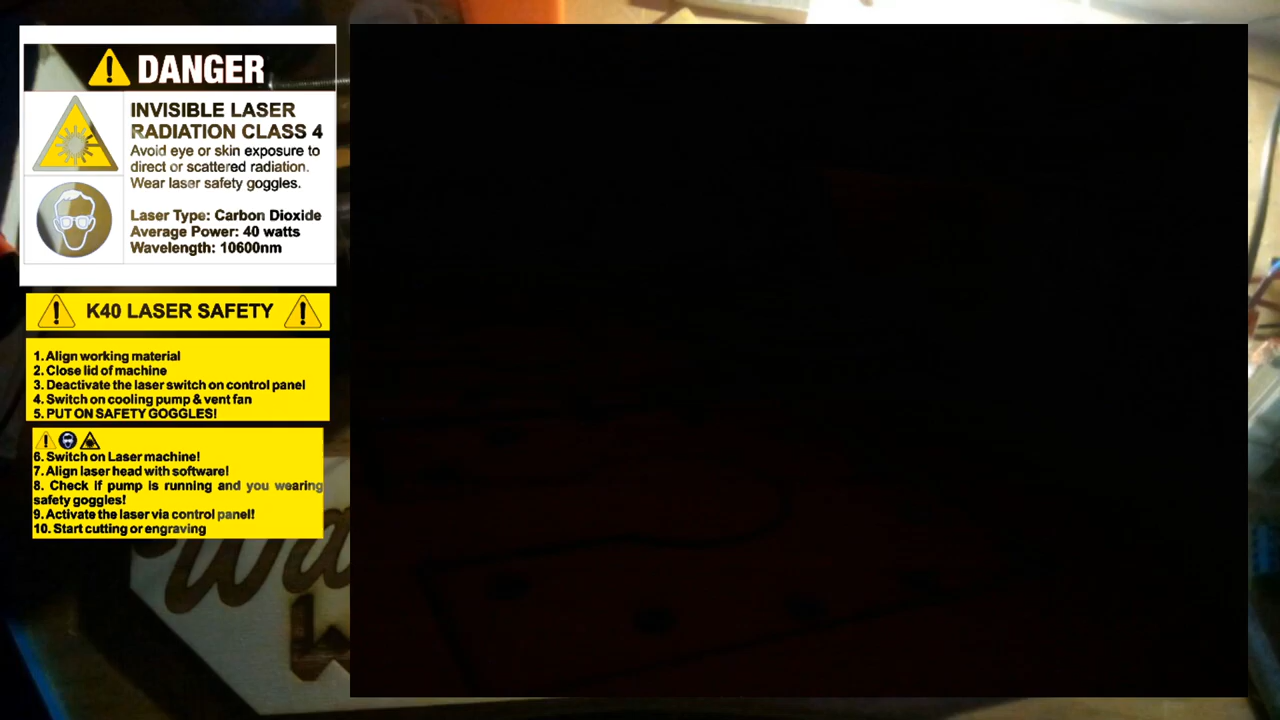 DANGER
INVISIBLE LASER
RADIATION CLASS 4
Avoid eye or skin exposure to
direct or scattered radiation.
Wear laser safety goggles.
Laser Type: Carbon Dioxide
Average Power: 40 watts
Wavelength: 10600nm
K40 LASER SAFETY
1. Align working material
2. Close lid of machine
3. Deactivate the laser switch on control panel
4. Switch on cooling pump & vent fan
5. PUT ON SAFETY GOGGLES!
6. Switch on Laser machine!
7. Align laser head with software!
8. Check if pump is running and you wearing
safety goggles!
9. Activate the laser via control panel!
10. Start cutting or engraving